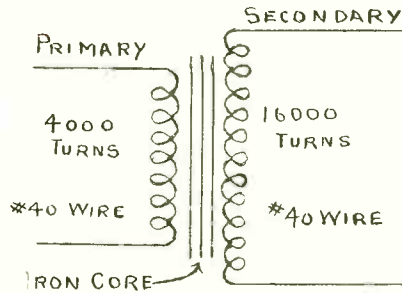 SECONDARY
PRIMARY
4000
TURNS
16000
TURNS
#40 WIRE
#40 WIRE
IRON CORE